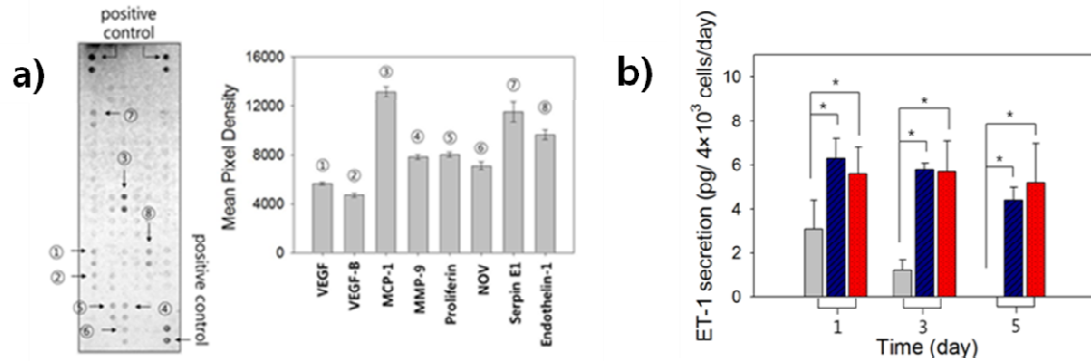 a)
positive
control
⑦
③
⑧
①
②
⑤
④
⑥
positive control
Mean Pixel Density
16000
12000
8000
4000
0
①
②
③
④
⑤
⑥
⑦
⑧
VEGF
VEGF-B
MCP-1
MMP-9
Proliferin
NOV
Serpin E1
Endothelin-1
b)
ET-1 secretion (pg/ 4×10³ cells/day)
10
8
6
4
2
0
*
*
*
*
*
*
1
3
5
Time (day)